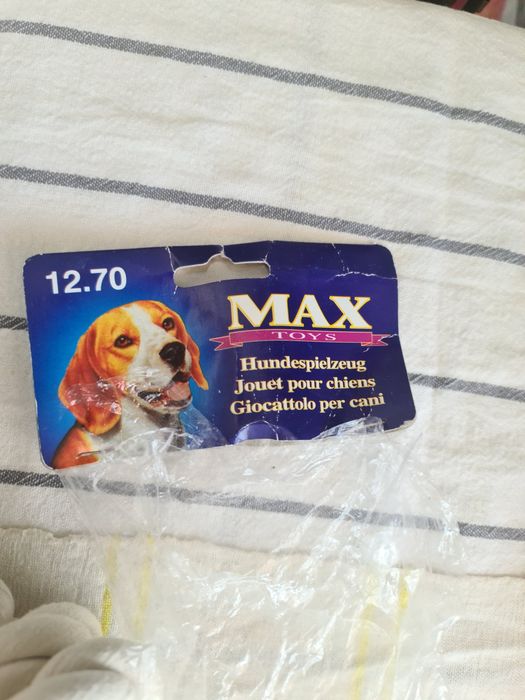 12.70
MAX
TOYS
Hundespielzeug
Jouet pour chiens
Giocattolo per cani